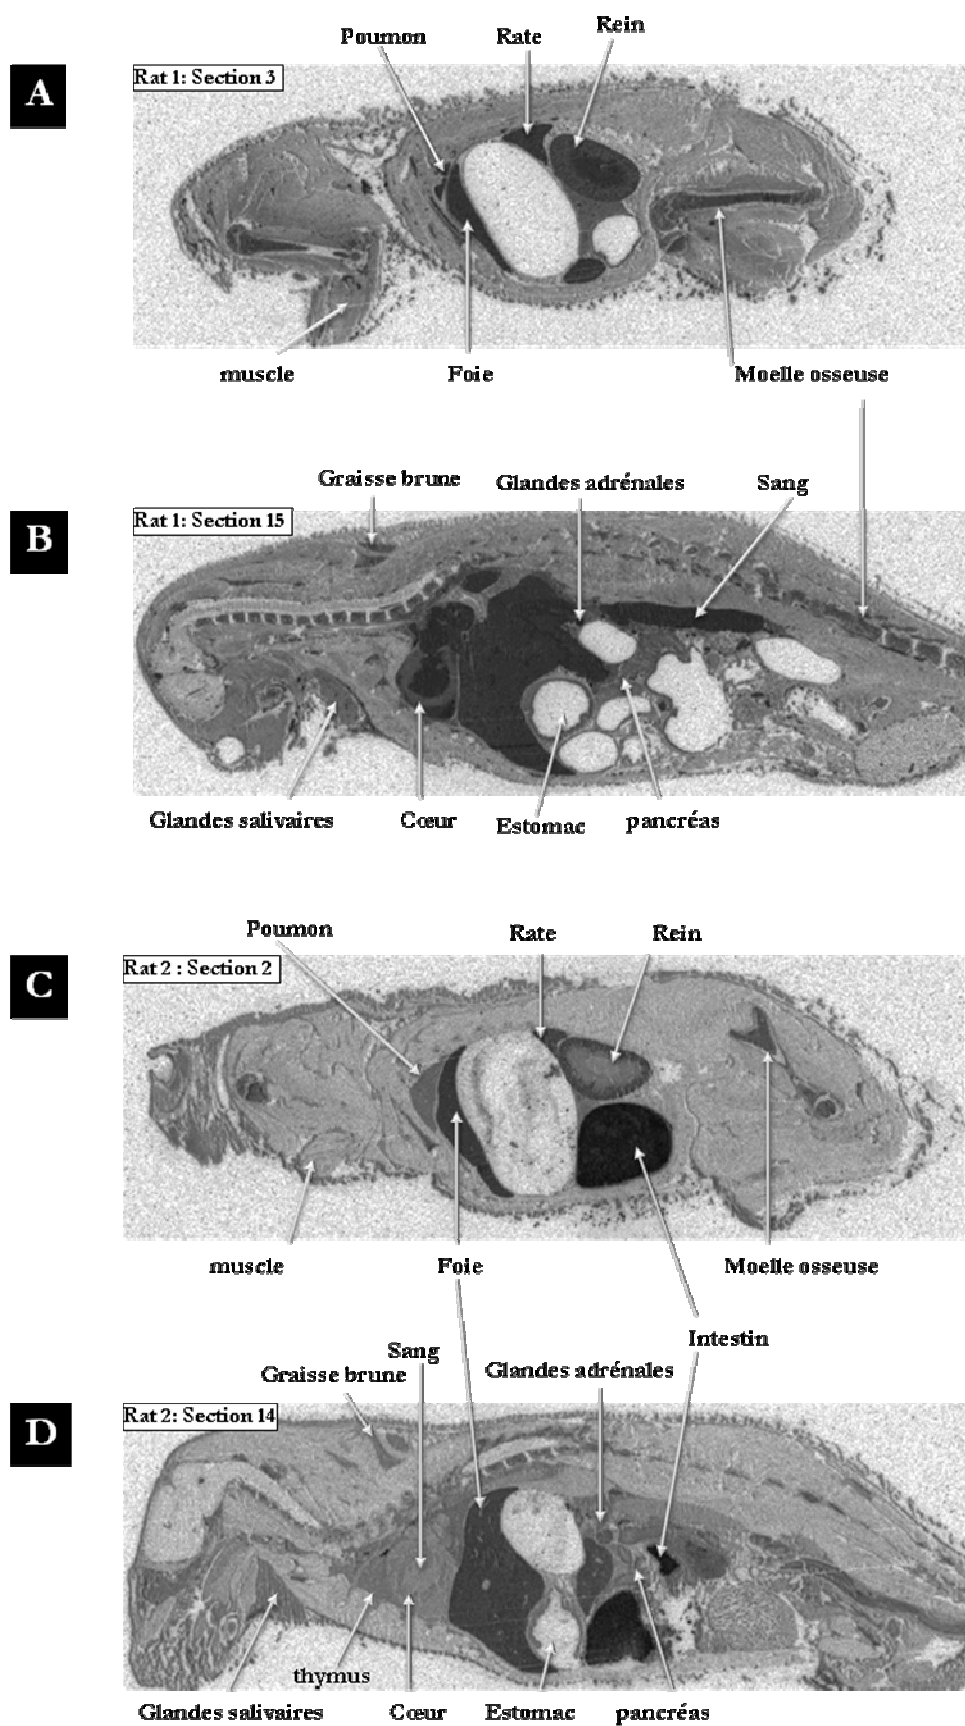 Poumon Rate Rein
A
Rat 1: Section 3
muscle Foie Moelle osseuse
Graisse brune Glandes adrénales Sang
B
Rat 1: Section 15
Glandes salivaires Cœur Estomac pancréas
Poumon Rate Rein
C
Rat 2 : Section 2
muscle Foie Moelle osseuse
Intestin
Sang
Graisse brune Glandes adrénales
D
Rat 2: Section 14
thymus
Glandes salivaires Cœur Estomac pancréas